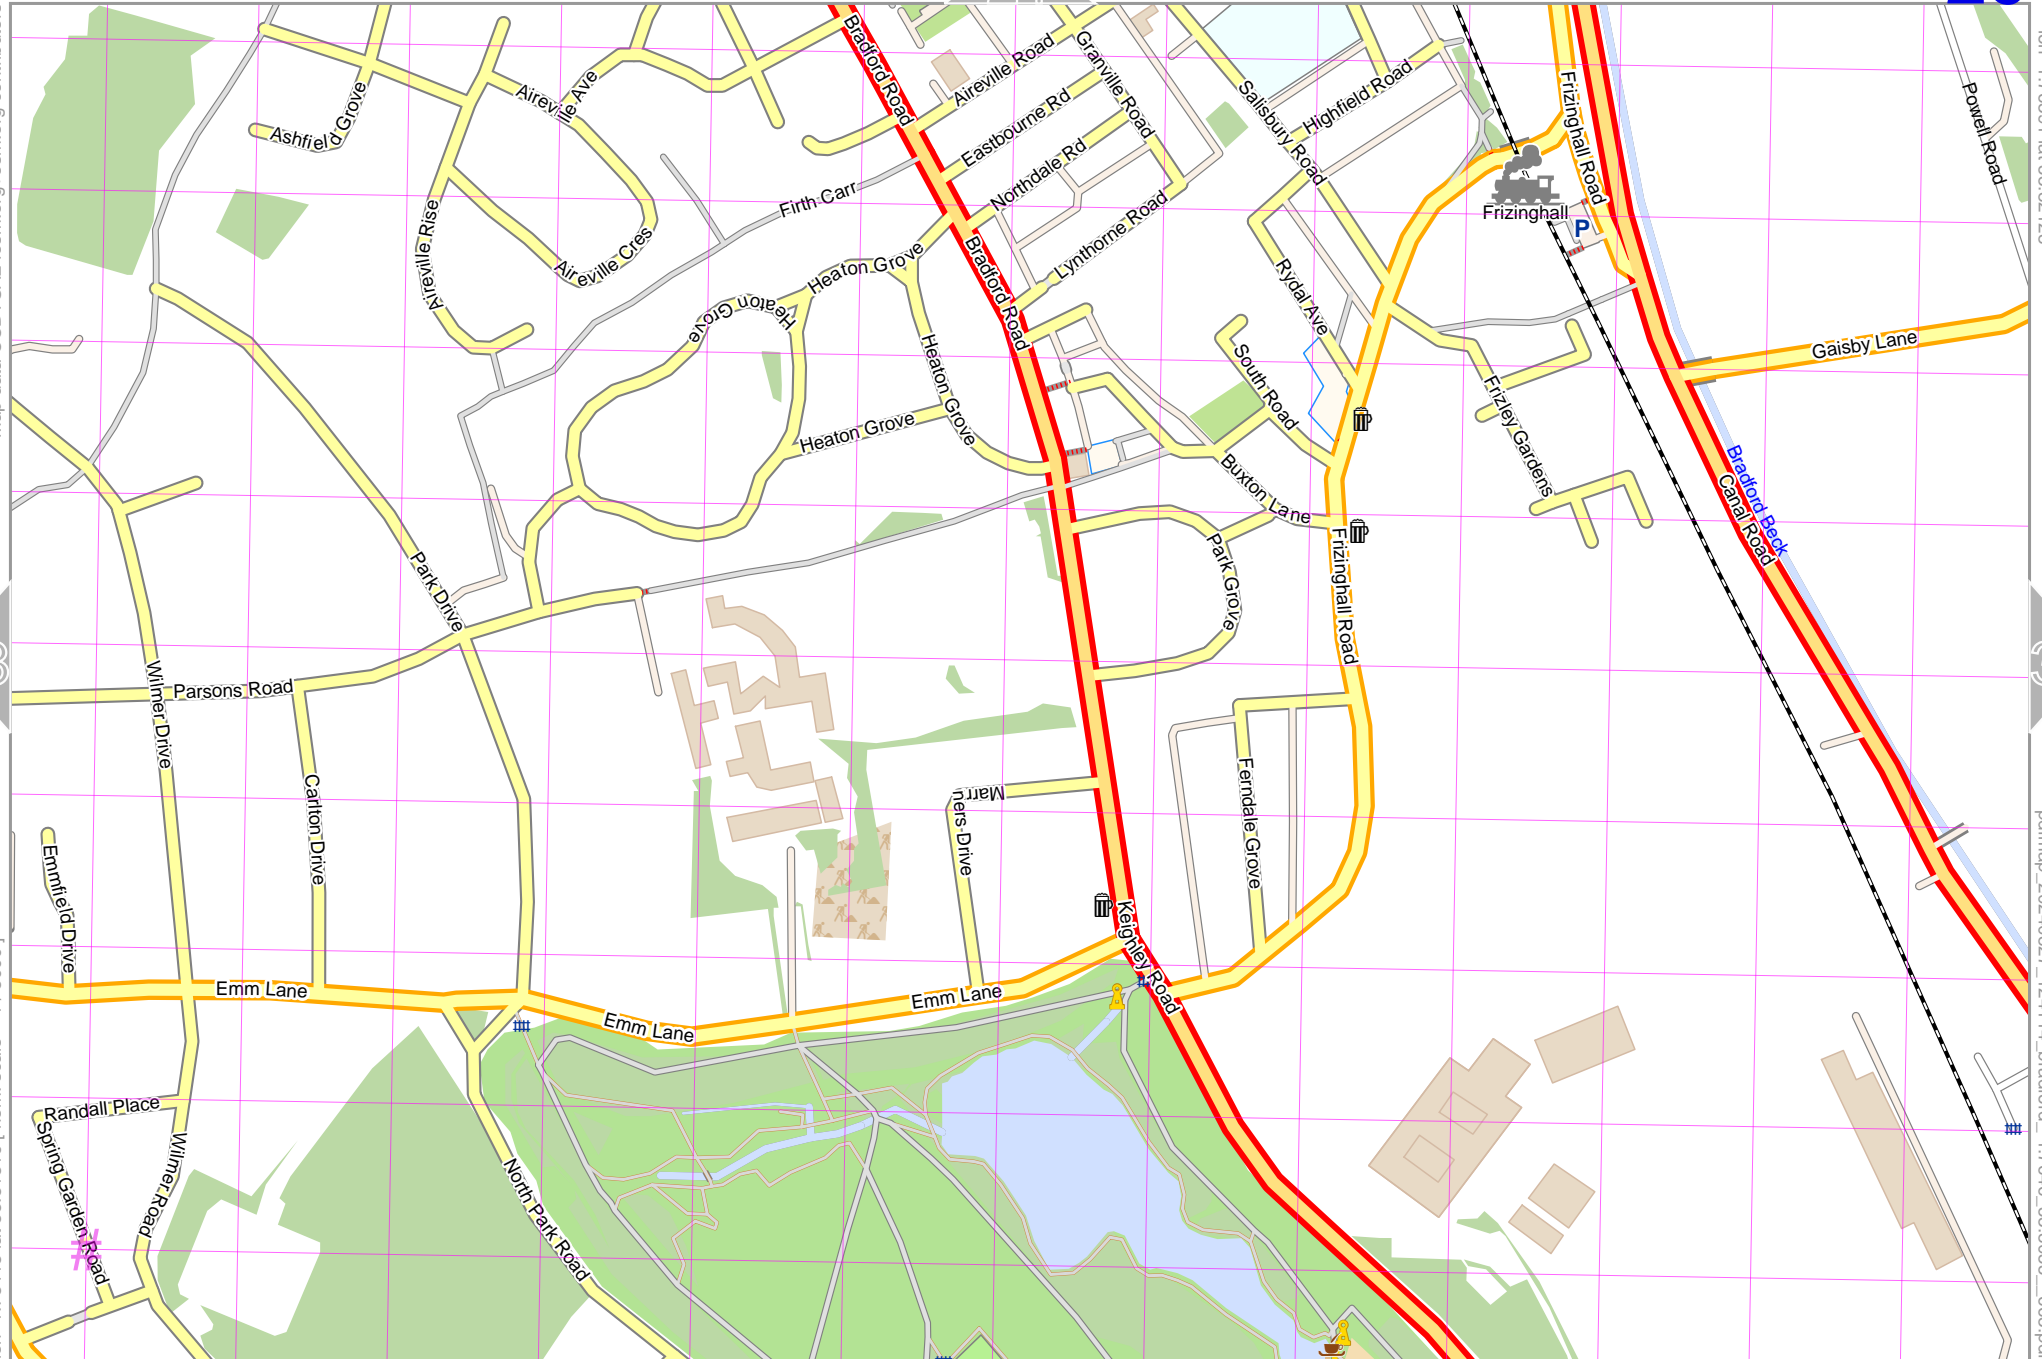 Bradford Road
Granville Road
Aireville Road
Salisbury Road
Highfield Road
Frizinghall Road
Powell Road
Ashfield Grove
Aireville Ave
Eastbourne Rd
Northdale Rd
Firth Carr
Aireville Rise
Aireville Cres
Heaton Grove
Bradford Road
Lynthorne Road
Frizinghall
P
Rydal Ave
Heaton Grove
Heaton Grove
South Road
Gaisby Lane
Heaton Grove
Frizley Gardens
Buxton Lane
Bradford Beck
Canal Road
Park Drive
Park Grove
Frizinghall Road
Wilmer Drive
Parsons Road
Carlton Drive
Mariners Drive
Ferndale Grove
Emmfield Drive
Keighley Road
Emm Lane
Emm Lane
Emm Lane
Randall Place
Spring Garden Road
Wilmer Road
North Park Road
#